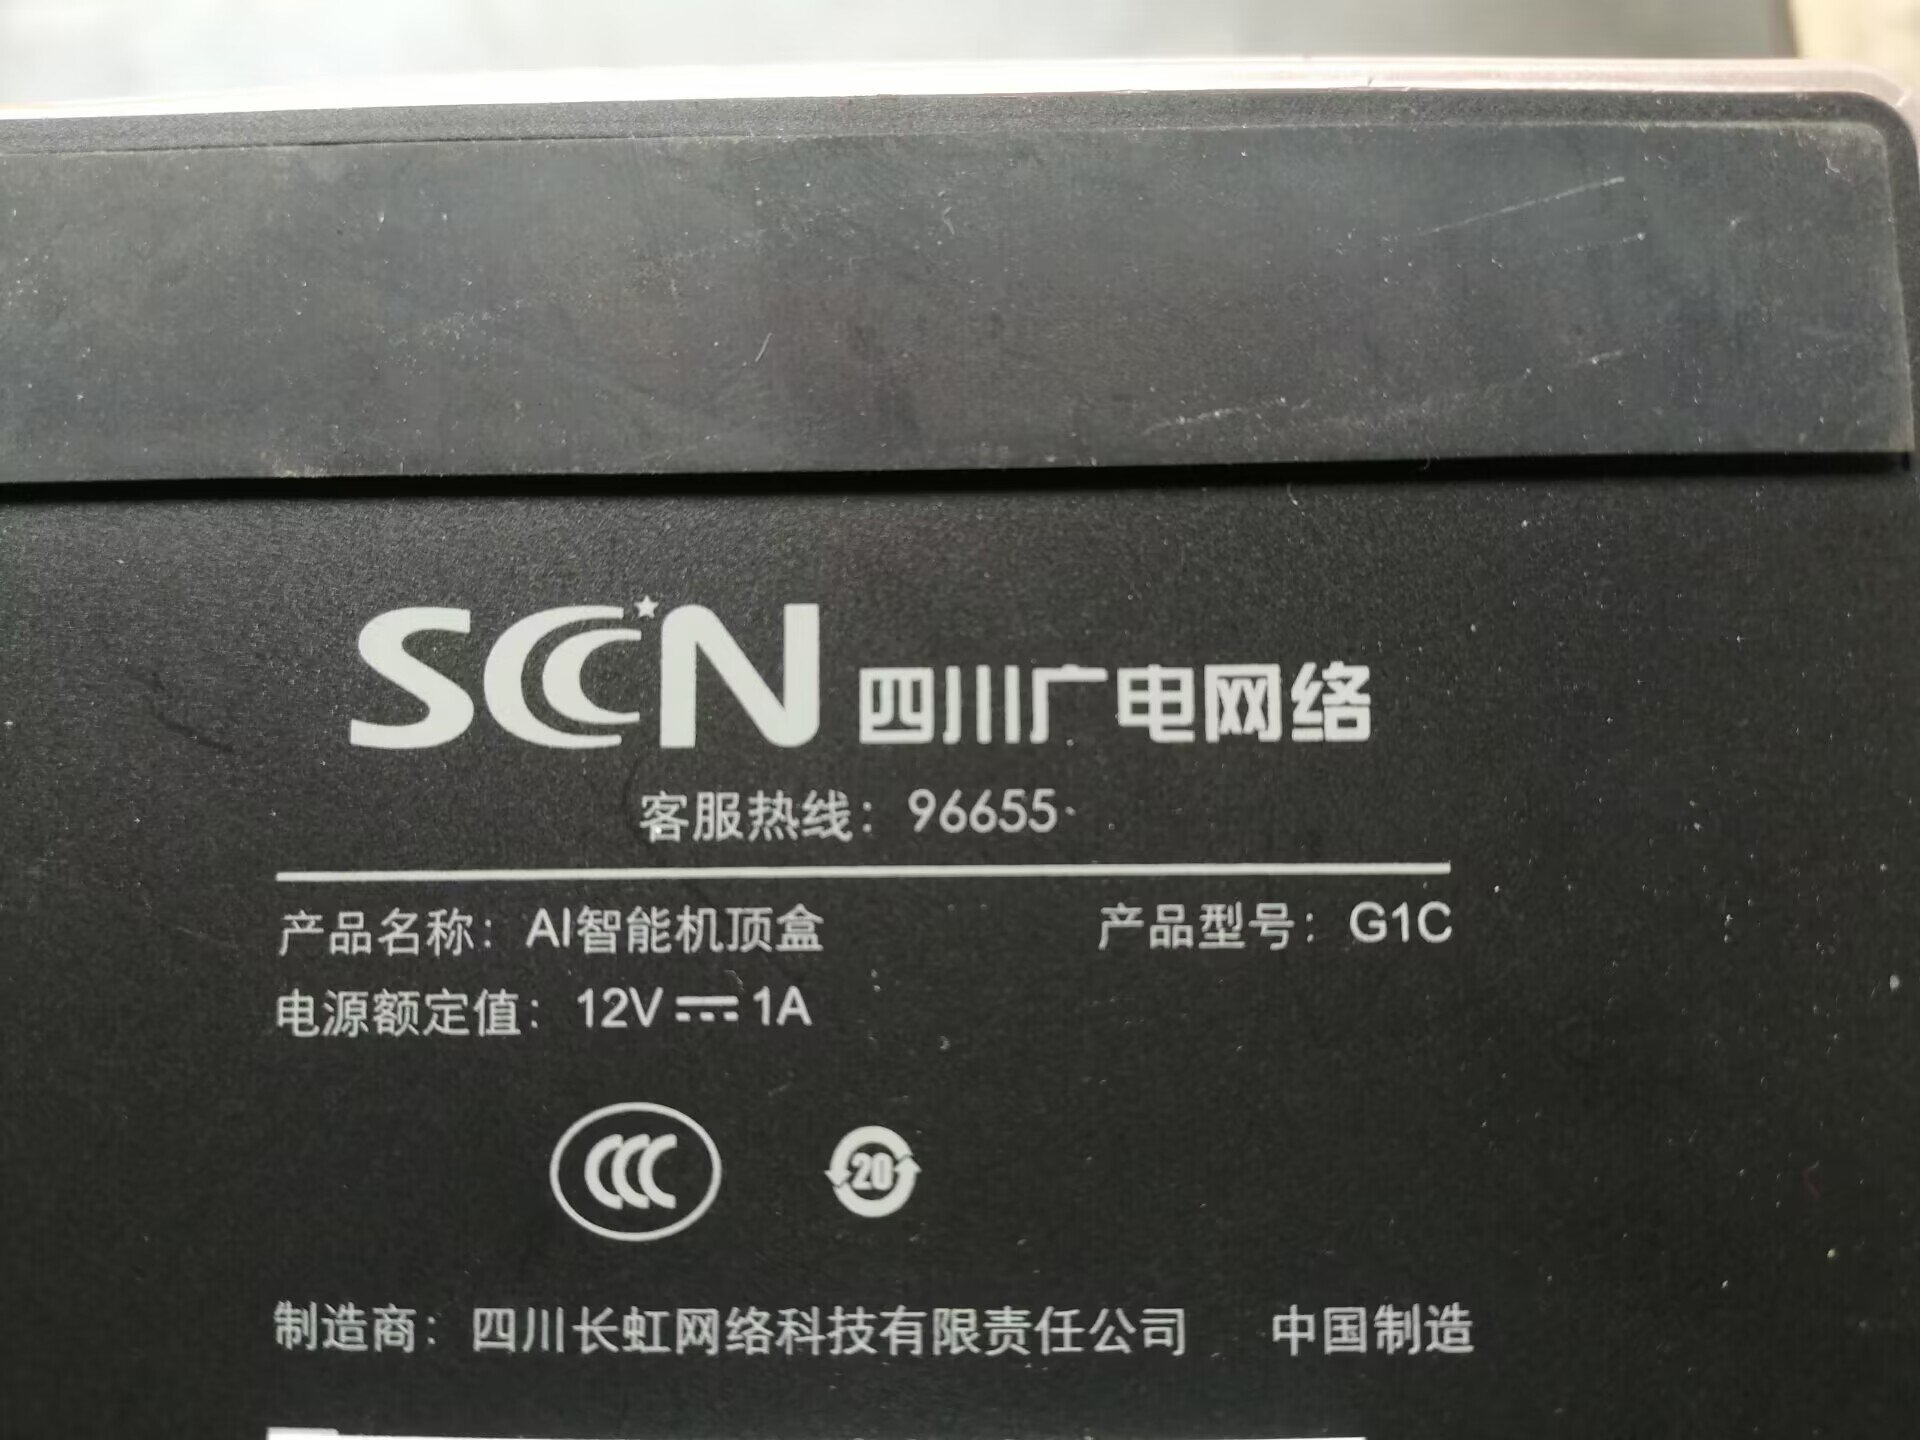 SCCN 四川广电网络
客服热线：96655
产品名称：AI智能机顶盒 产品型号：G1C
电源额定值：12V⎓1A
CCC 20
制造商：四川长虹网络科技有限责任公司 中国制造